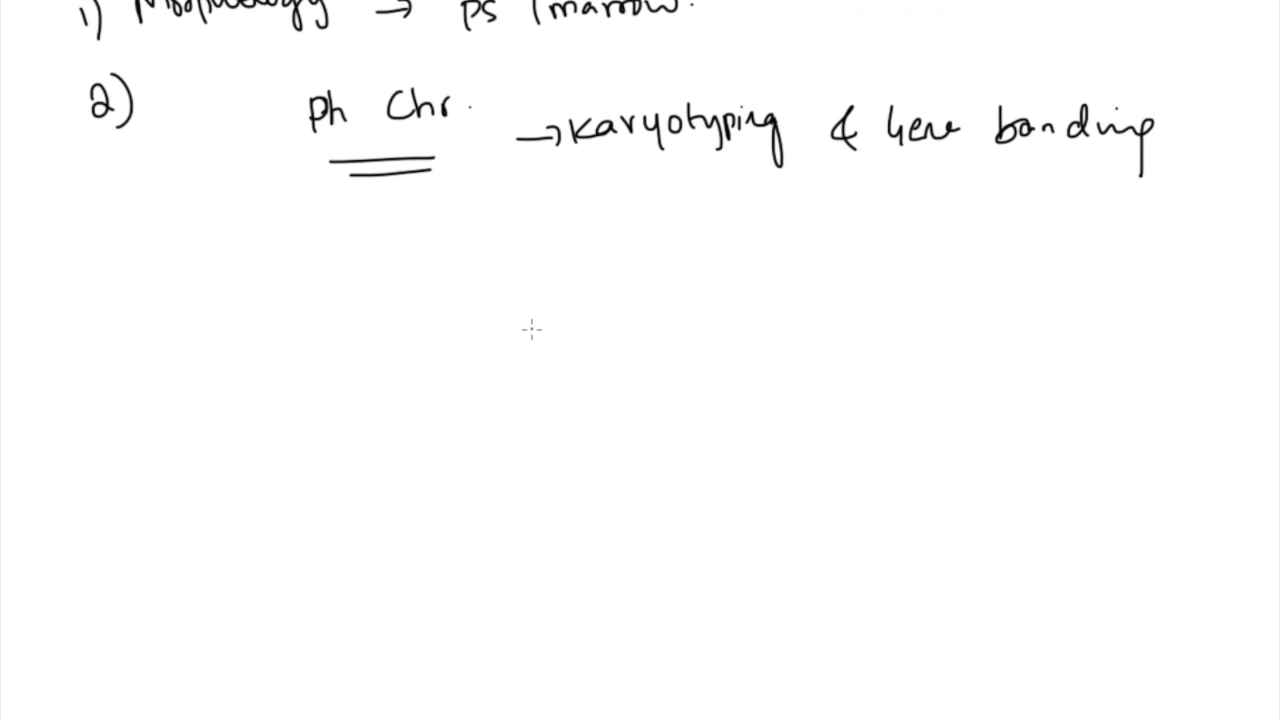 1) Morphology → PS / marrow.
2) Ph Chr. → Karyotyping & Gene banding